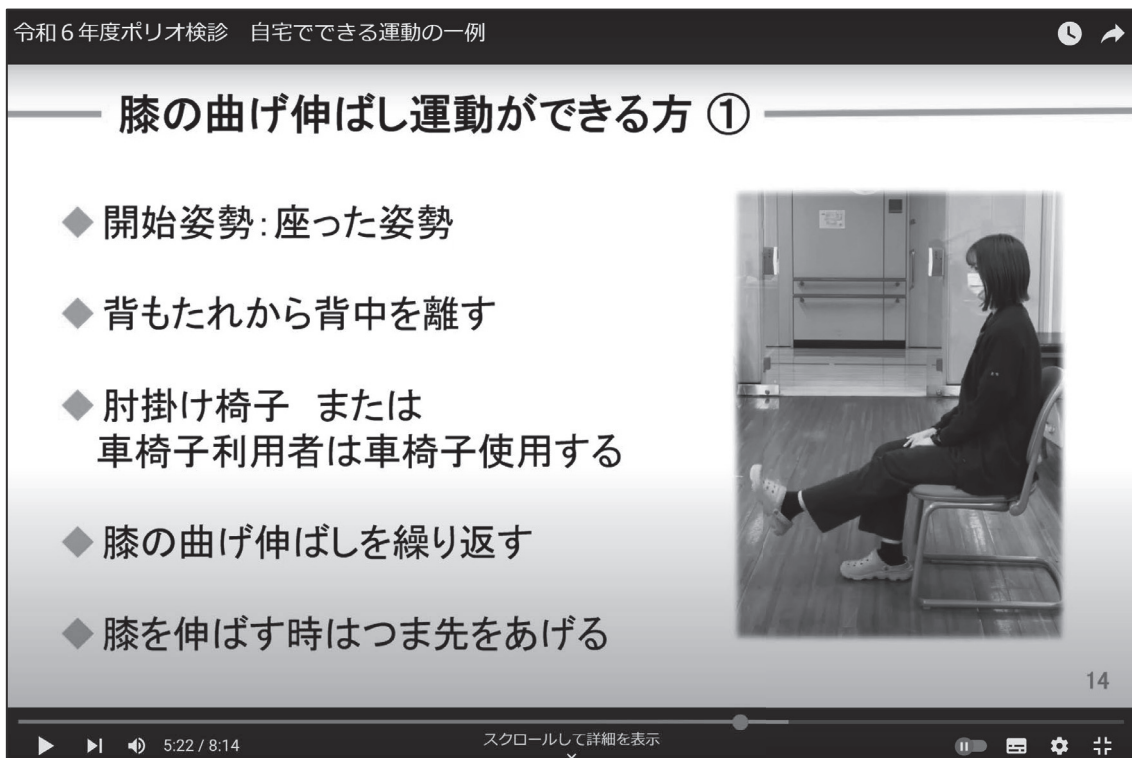 令和６年度ポリオ検診　自宅でできる運動の一例
膝の曲げ伸ばし運動ができる方 ①
◆ 開始姿勢：座った姿勢
◆ 背もたれから背中を離す
◆ 肘掛け椅子　または
車椅子利用者は車椅子使用する
◆ 膝の曲げ伸ばしを繰り返す
◆ 膝を伸ばす時はつま先をあげる
14
5:22 / 8:14
スクロールして詳細を表示